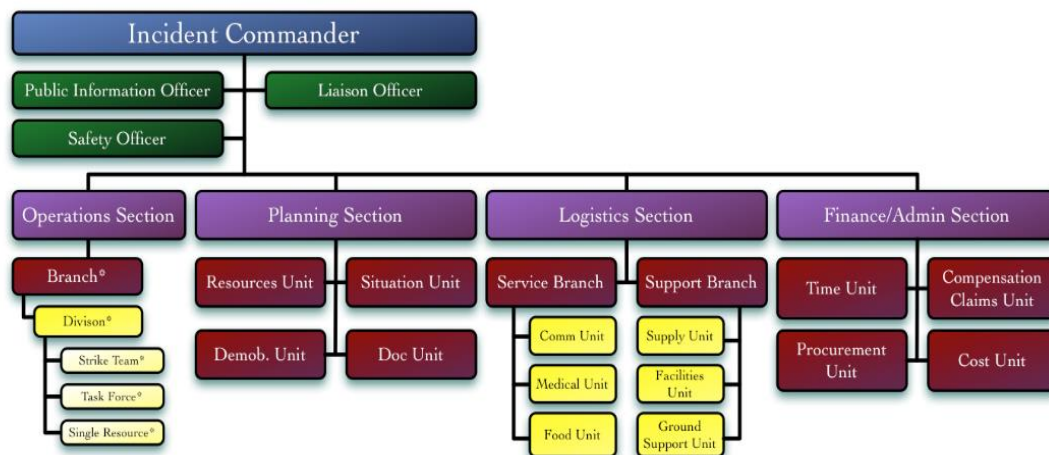 Incident Commander
Public Information Officer
Liaison Officer
Safety Officer
Operations Section
Planning Section
Logistics Section
Finance/Admin Section
Branch*
Divison*
Strike Team*
Task Force*
Single Resource*
Resources Unit
Situation Unit
Demob. Unit
Doc Unit
Service Branch
Support Branch
Comm Unit
Supply Unit
Medical Unit
Facilities
Unit
Food Unit
Ground
Support Unit
Time Unit
Compensation
Claims Unit
Procurement
Unit
Cost Unit